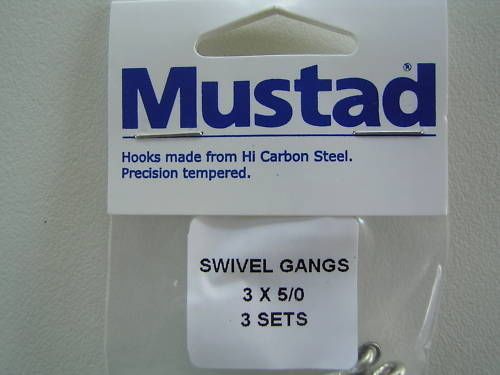 Mustad®
Hooks made from Hi Carbon Steel.
Precision tempered.
SWIVEL GANGS
3 X 5/0
3 SETS